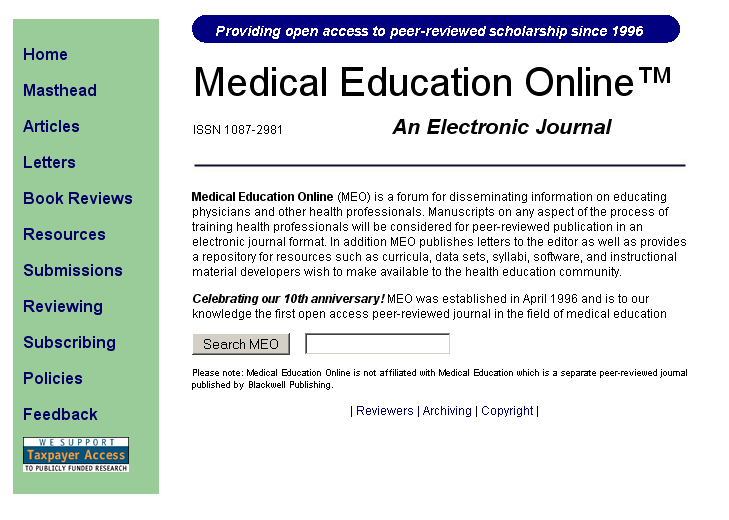 Home
Masthead
Articles
Letters
Book Reviews
Resources
Submissions
Reviewing
Subscribing
Policies
Feedback
WE SUPPORT
Taxpayer Access
TO PUBLICLY FUNDED RESEARCH
Providing open access to peer-reviewed scholarship since 1996
Medical Education Online™
ISSN 1087-2981 An Electronic Journal
Medical Education Online (MEO) is a forum for disseminating information on educating
physicians and other health professionals. Manuscripts on any aspect of the process of
training health professionals will be considered for peer-reviewed publication in an
electronic journal format. In addition MEO publishes letters to the editor as well as provides
a repository for resources such as curricula, data sets, syllabi, software, and instructional
material developers wish to make available to the health education community.
Celebrating our 10th anniversary! MEO was established in April 1996 and is to our
knowledge the first open access peer-reviewed journal in the field of medical education
Search MEO
Please note: Medical Education Online is not affiliated with Medical Education which is a separate peer-reviewed journal
published by Blackwell Publishing.
| Reviewers | Archiving | Copyright |